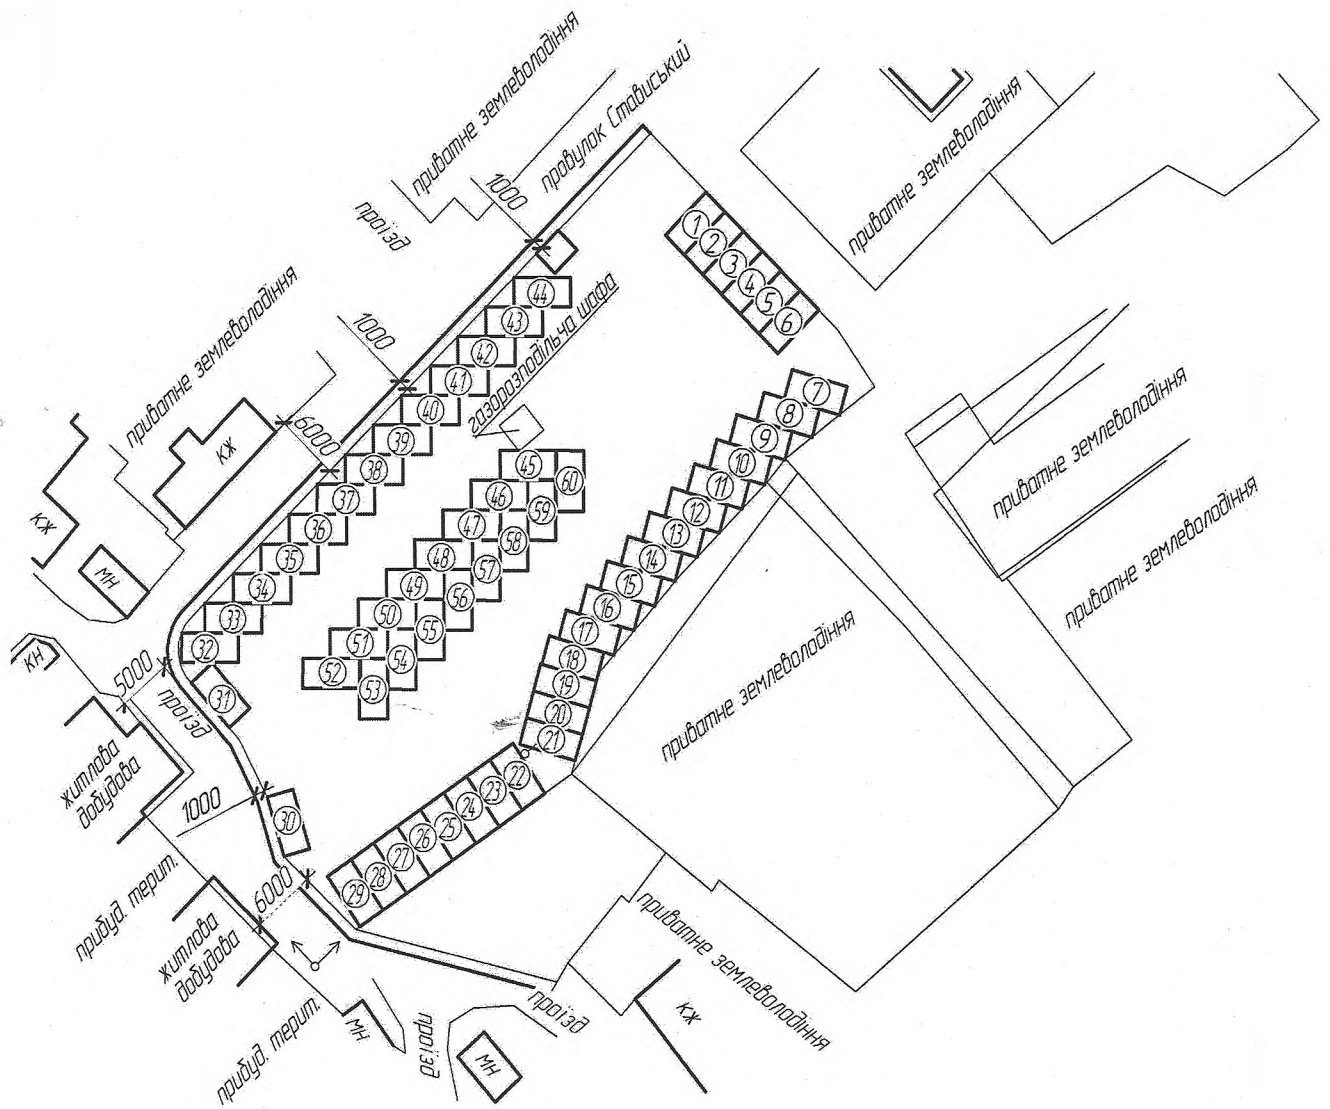 приватне землеволодіння
провулок Стависький
1000
проїзд
приватне землеволодіння
1
2
3
4
5
6
44
43
42
41
40
39
38
37
36
35
34
33
32
31
30
газорозподільча шафа
1000
приватне землеволодіння
6000
КЖ
КЖ
МН
КН
7
8
9
10
11
12
13
14
15
16
17
18
19
20
21
45
46
47
48
49
50
51
52
53
54
55
56
57
58
59
60
приватне землеволодіння
приватне землеволодіння
приватне землеволодіння
5000
проїзд
житлова
добудова
1000
22
23
24
25
26
27
28
29
прибуд. терит.
6000
житлова
добудова
прибуд. терит.
МН
проїзд
МН
проїзд
приватне землеволодіння
КЖ